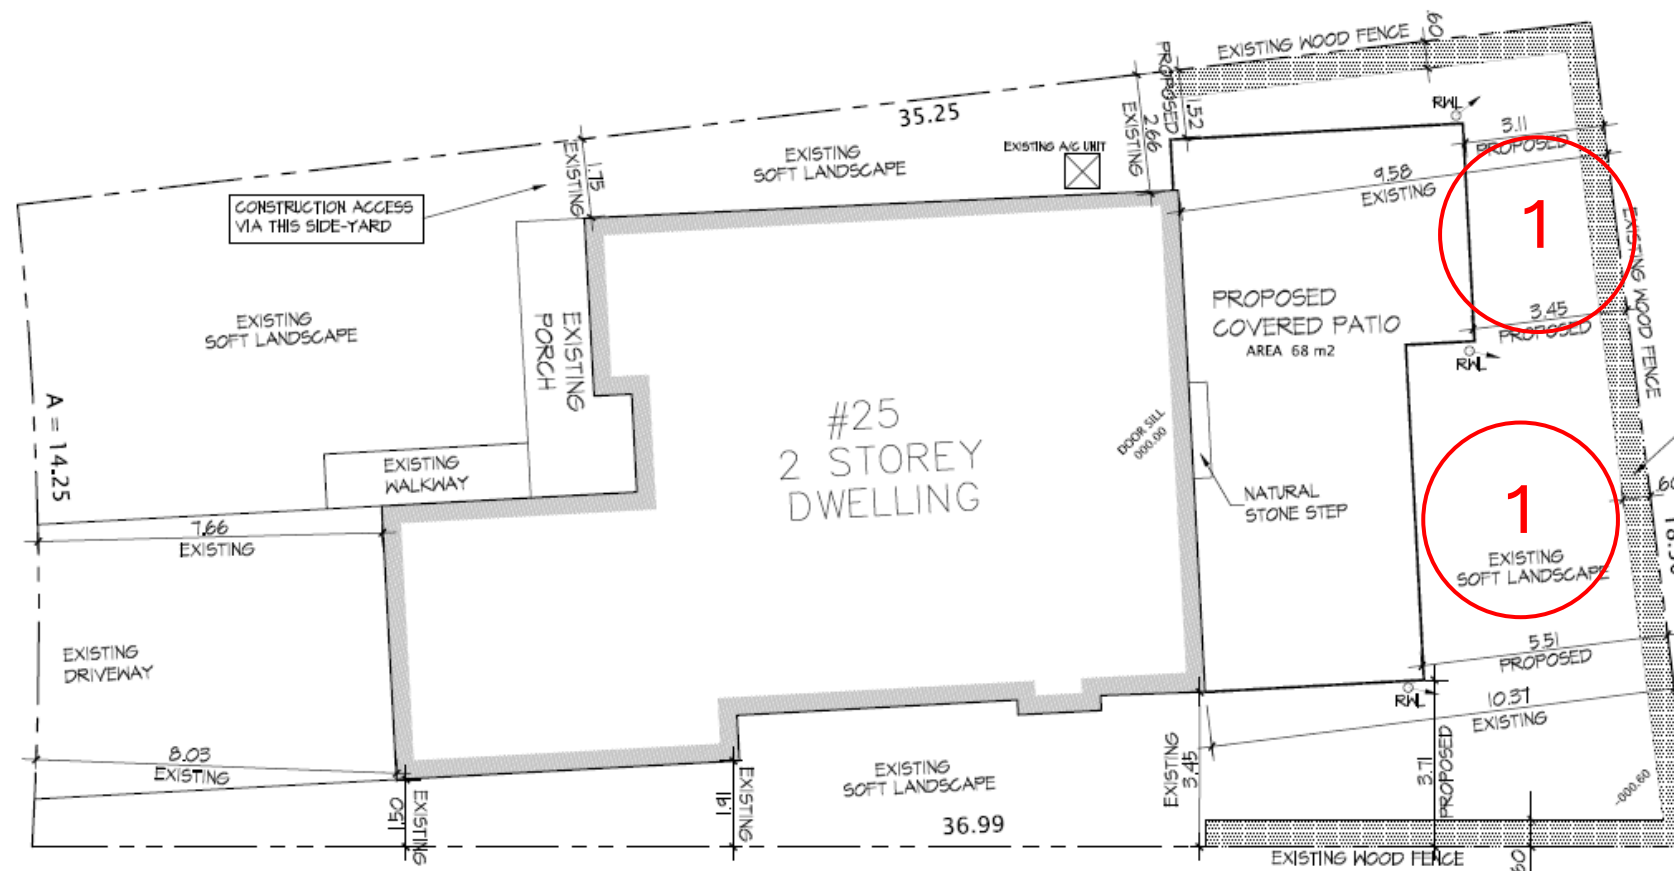 EXISTING WOOD FENCE
.60
PROPOSED
1.52
35.25
EXISTING
2.66
RWL
3.11
PROPOSED
EXISTING A/C UNIT
EXISTING
SOFT LANDSCAPE
EXISTING
1.75
9.58
EXISTING
CONSTRUCTION ACCESS
VIA THIS SIDE-YARD
1
EXISTING WOOD FENCE
EXISTING
SOFT LANDSCAPE
EXISTING
PORCH
PROPOSED
COVERED PATIO
AREA 68 m2
3.45
PROPOSED
RWL
A = 14.25
#25
2 STOREY
DWELLING
DOOR SILL
000.00
EXISTING
WALKWAY
NATURAL
STONE STEP
1
.60
EXISTING
SOFT LANDSCAPE
7.66
EXISTING
EXISTING
DRIVEWAY
5.51
PROPOSED
RWL
10.37
EXISTING
8.03
EXISTING
EXISTING
SOFT LANDSCAPE
EXISTING
3.45
3.71
PROPOSED
-000.60
1.50
EXISTING
1.91
EXISTING
36.99
EXISTING WOOD FENCE